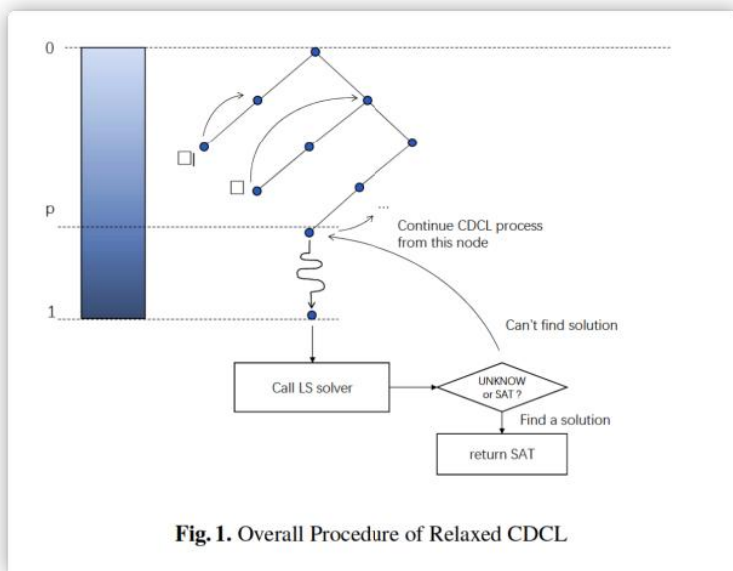 0
p
...
Continue CDCL process
from this node
1
Can't find solution
Call LS solver
UNKNOW
or SAT ?
Find a solution
return SAT
Fig. 1. Overall Procedure of Relaxed CDCL